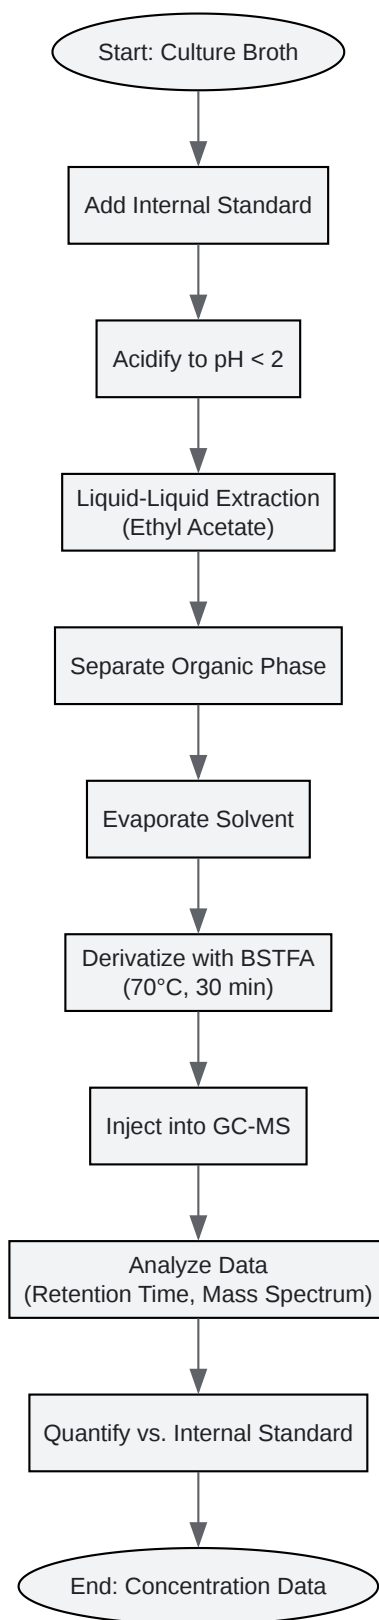 Start: Culture Broth
Add Internal Standard
Acidify to pH < 2
Liquid-Liquid Extraction
(Ethyl Acetate)
Separate Organic Phase
Evaporate Solvent
Derivatize with BSTFA
(70°C, 30 min)
Inject into GC-MS
Analyze Data
(Retention Time, Mass Spectrum)
Quantify vs. Internal Standard
End: Concentration Data